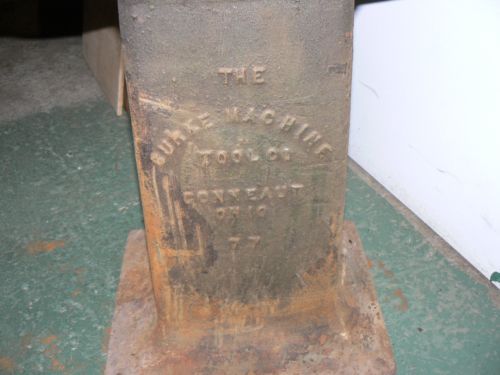 THE
BURKE MACHINE
TOOL CO
CONNEAUT
OHIO
77